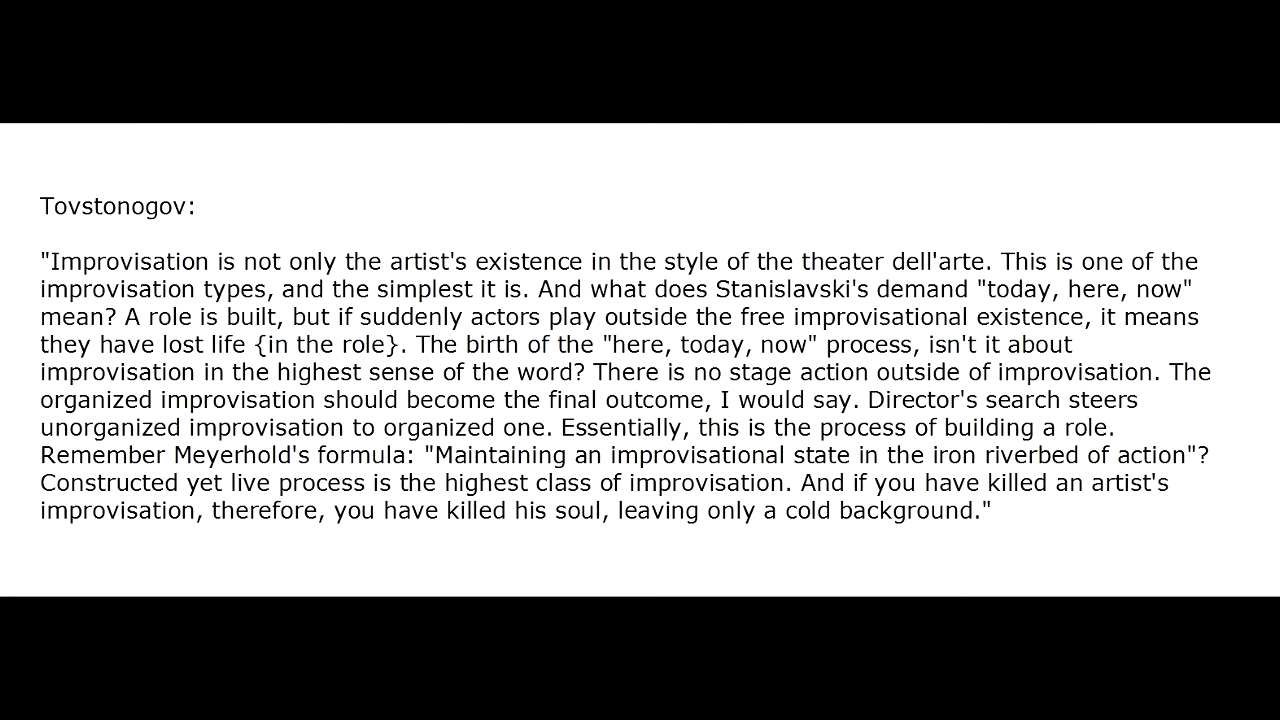 Tovstonogov:
"Improvisation is not only the artist's existence in the style of the theater dell'arte. This is one of the
improvisation types, and the simplest it is. And what does Stanislavski's demand "today, here, now"
mean? A role is built, but if suddenly actors play outside the free improvisational existence, it means
they have lost life {in the role}. The birth of the "here, today, now" process, isn't it about
improvisation in the highest sense of the word? There is no stage action outside of improvisation. The
organized improvisation should become the final outcome, I would say. Director's search steers
unorganized improvisation to organized one. Essentially, this is the process of building a role.
Remember Meyerhold's formula: "Maintaining an improvisational state in the iron riverbed of action"?
Constructed yet live process is the highest class of improvisation. And if you have killed an artist's
improvisation, therefore, you have killed his soul, leaving only a cold background."